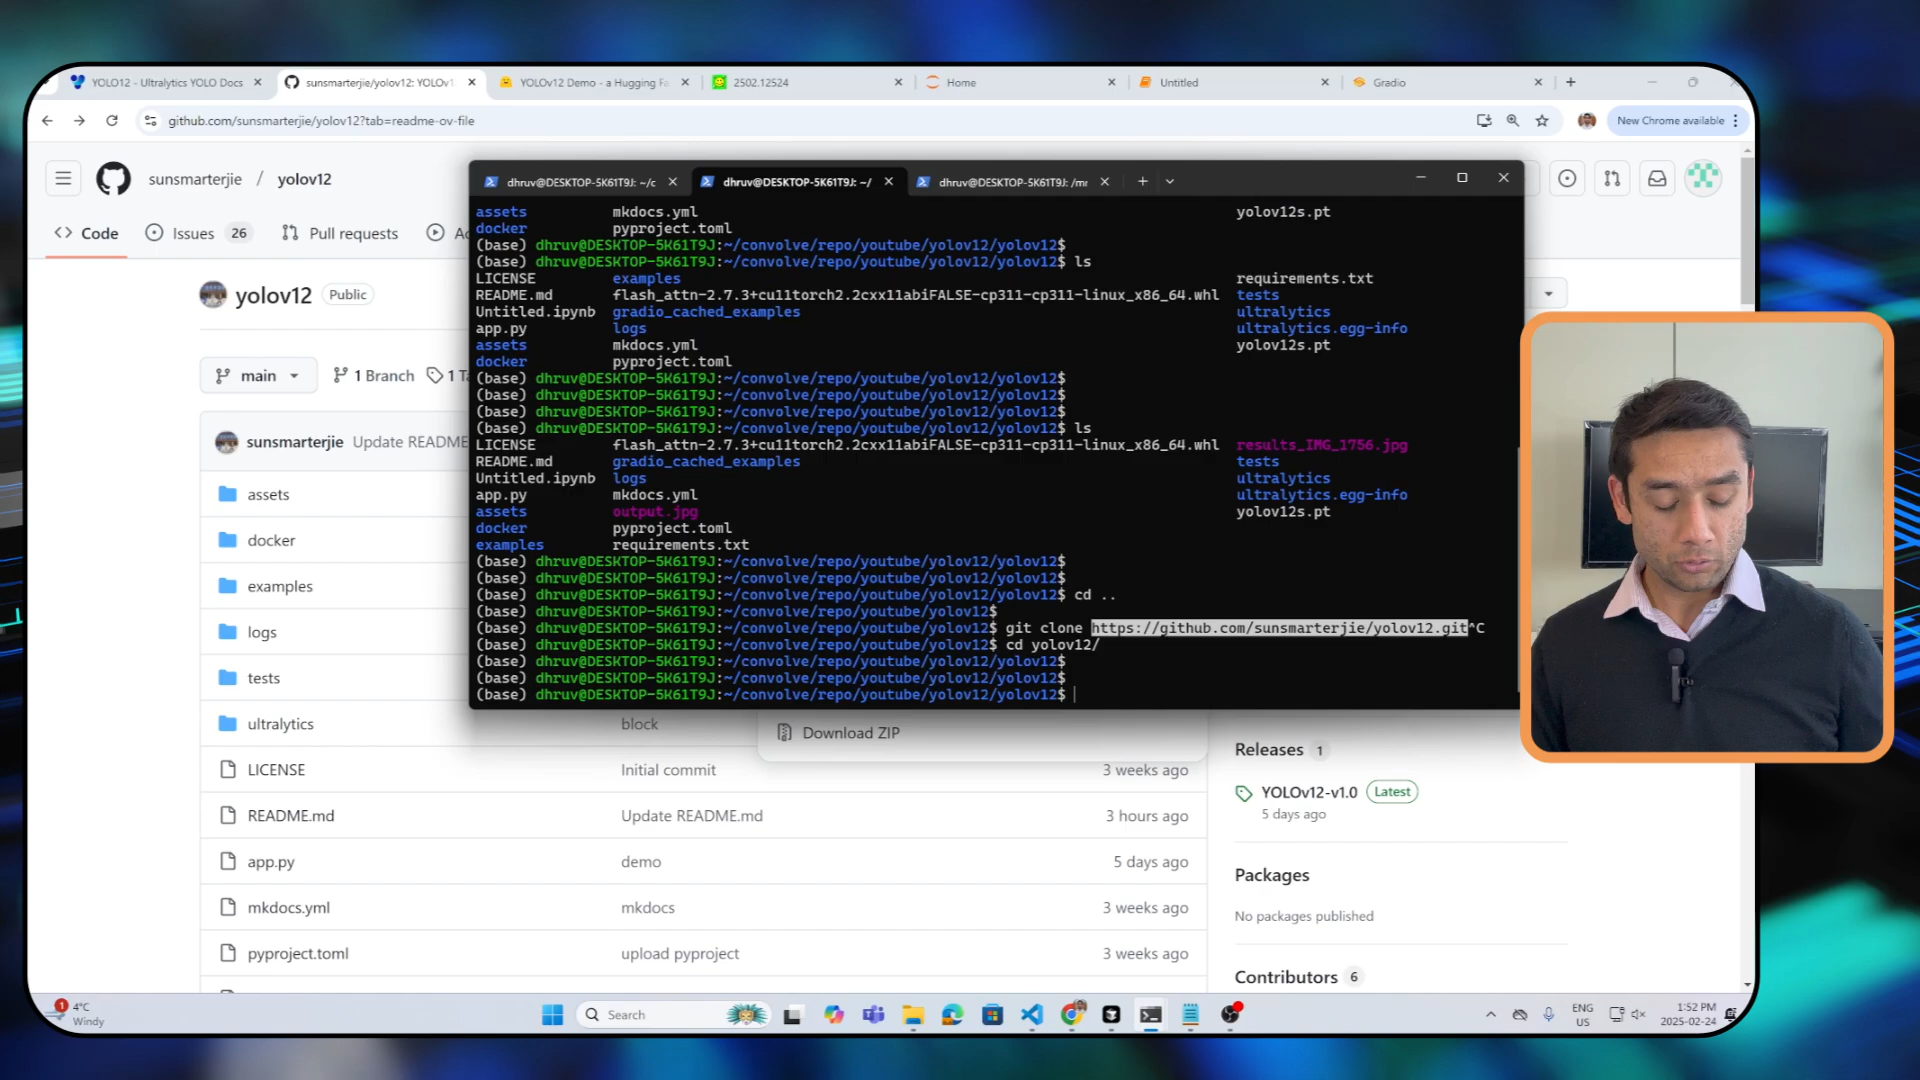 YOLO12 - Ultralytics YOLO Docs
sunsmarterjie/yolov12: YOLOv1
YOLOv12 Demo - a Hugging Fa
2502.12524
Home
Untitled
Gradio
github.com/sunsmarterjie/yolov12?tab=readme-ov-file
New Chrome available
sunsmarterjie / yolov12
Code
Issues 26
Pull requests
Ac
yolov12 Public
main
1 Branch
1 Ta
sunsmarterjie Update README
assets
docker
examples
logs
tests
ultralytics block
LICENSE Initial commit 3 weeks ago
README.md Update README.md 3 hours ago
app.py demo 5 days ago
mkdocs.yml mkdocs 3 weeks ago
pyproject.toml upload pyproject 3 weeks ago
Download ZIP
Releases 1
YOLOv12-v1.0 Latest
5 days ago
Packages
No packages published
Contributors 6
dhruv@DESKTOP-5K61T9J: ~/c
dhruv@DESKTOP-5K61T9J: ~/
dhruv@DESKTOP-5K61T9J: /mn
assets mkdocs.yml yolov12s.pt
docker pyproject.toml
(base) dhruv@DESKTOP-5K61T9J:~/convolve/repo/youtube/yolov12/yolov12$
(base) dhruv@DESKTOP-5K61T9J:~/convolve/repo/youtube/yolov12/yolov12$ ls
LICENSE examples requirements.txt
README.md flash_attn-2.7.3+cu11torch2.2cxx11abiFALSE-cp311-cp311-linux_x86_64.whl tests
Untitled.ipynb gradio_cached_examples ultralytics
app.py logs ultralytics.egg-info
assets mkdocs.yml yolov12s.pt
docker pyproject.toml
(base) dhruv@DESKTOP-5K61T9J:~/convolve/repo/youtube/yolov12/yolov12$
(base) dhruv@DESKTOP-5K61T9J:~/convolve/repo/youtube/yolov12/yolov12$
(base) dhruv@DESKTOP-5K61T9J:~/convolve/repo/youtube/yolov12/yolov12$
(base) dhruv@DESKTOP-5K61T9J:~/convolve/repo/youtube/yolov12/yolov12$ ls
LICENSE flash_attn-2.7.3+cu11torch2.2cxx11abiFALSE-cp311-cp311-linux_x86_64.whl results_IMG_1756.jpg
README.md gradio_cached_examples tests
Untitled.ipynb logs ultralytics
app.py mkdocs.yml ultralytics.egg-info
assets output.jpg yolov12s.pt
docker pyproject.toml
examples requirements.txt
(base) dhruv@DESKTOP-5K61T9J:~/convolve/repo/youtube/yolov12/yolov12$
(base) dhruv@DESKTOP-5K61T9J:~/convolve/repo/youtube/yolov12/yolov12$
(base) dhruv@DESKTOP-5K61T9J:~/convolve/repo/youtube/yolov12/yolov12$ cd ..
(base) dhruv@DESKTOP-5K61T9J:~/convolve/repo/youtube/yolov12$
(base) dhruv@DESKTOP-5K61T9J:~/convolve/repo/youtube/yolov12$ git clone https://github.com/sunsmarterjie/yolov12.git^C
(base) dhruv@DESKTOP-5K61T9J:~/convolve/repo/youtube/yolov12$ cd yolov12/
(base) dhruv@DESKTOP-5K61T9J:~/convolve/repo/youtube/yolov12/yolov12$
(base) dhruv@DESKTOP-5K61T9J:~/convolve/repo/youtube/yolov12/yolov12$
(base) dhruv@DESKTOP-5K61T9J:~/convolve/repo/youtube/yolov12/yolov12$
1
4°C
Windy
Search
ENG
US
1:52 PM
2025-02-24